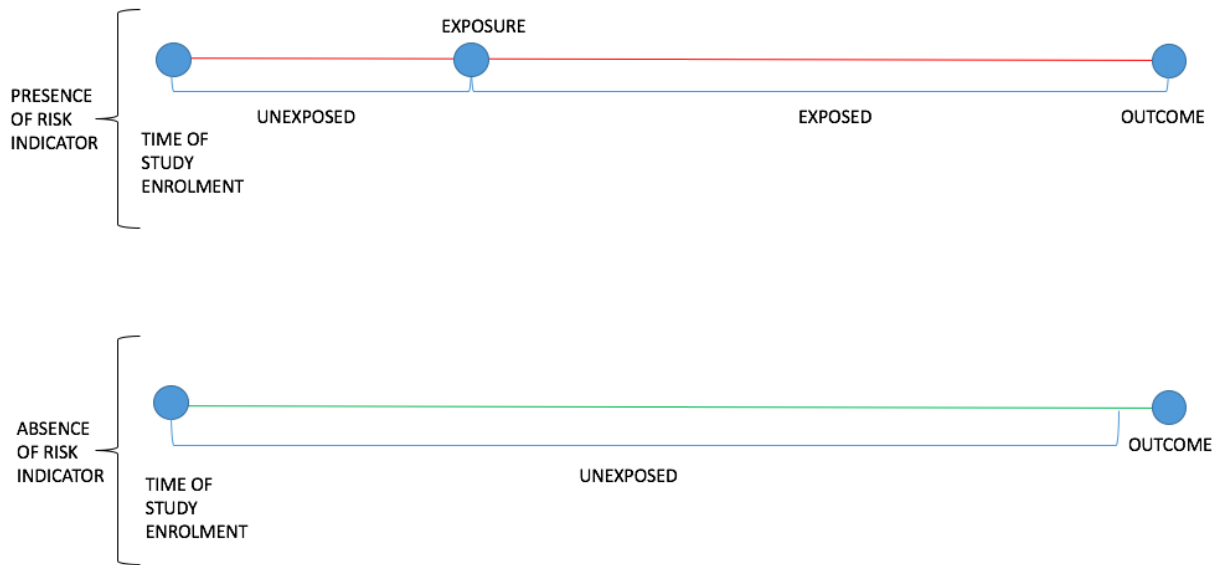 EXPOSURE
PRESENCE
OF RISK
INDICATOR
UNEXPOSED
EXPOSED
OUTCOME
TIME OF
STUDY
ENROLMENT
ABSENCE
OF RISK
INDICATOR
OUTCOME
UNEXPOSED
TIME OF
STUDY
ENROLMENT